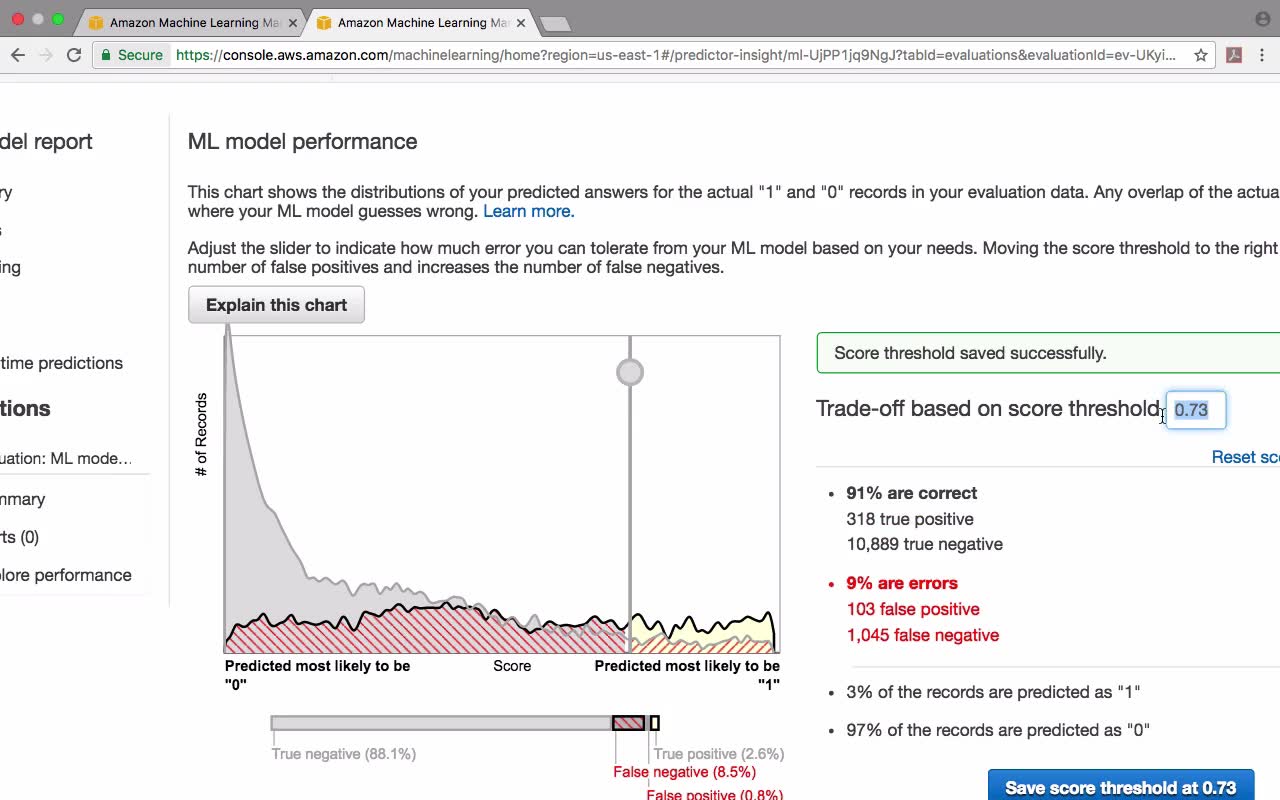 Amazon Machine Learning Ma
Amazon Machine Learning Ma
Secure https://console.aws.amazon.com/machinelearning/home?region=us-east-1#/predictor-insight/ml-UjPP1jq9NgJ?tabId=evaluations&evaluationId=ev-UKyi...
del report
ry
s
ing
time predictions
tions
uation: ML mode...
mmary
rts (0)
lore performance
ML model performance
This chart shows the distributions of your predicted answers for the actual "1" and "0" records in your evaluation data. Any overlap of the actua
where your ML model guesses wrong. Learn more.
Adjust the slider to indicate how much error you can tolerate from your ML model based on your needs. Moving the score threshold to the right
number of false positives and increases the number of false negatives.
Explain this chart
# of Records
Predicted most likely to be "0"
Score
Predicted most likely to be "1"
True negative (88.1%)
True positive (2.6%)
False negative (8.5%)
False positive (0.8%)
Score threshold saved successfully.
Trade-off based on score threshold 0.73
Reset sco
• 91% are correct
318 true positive
10,889 true negative
• 9% are errors
103 false positive
1,045 false negative
• 3% of the records are predicted as "1"
• 97% of the records are predicted as "0"
Save score threshold at 0.73